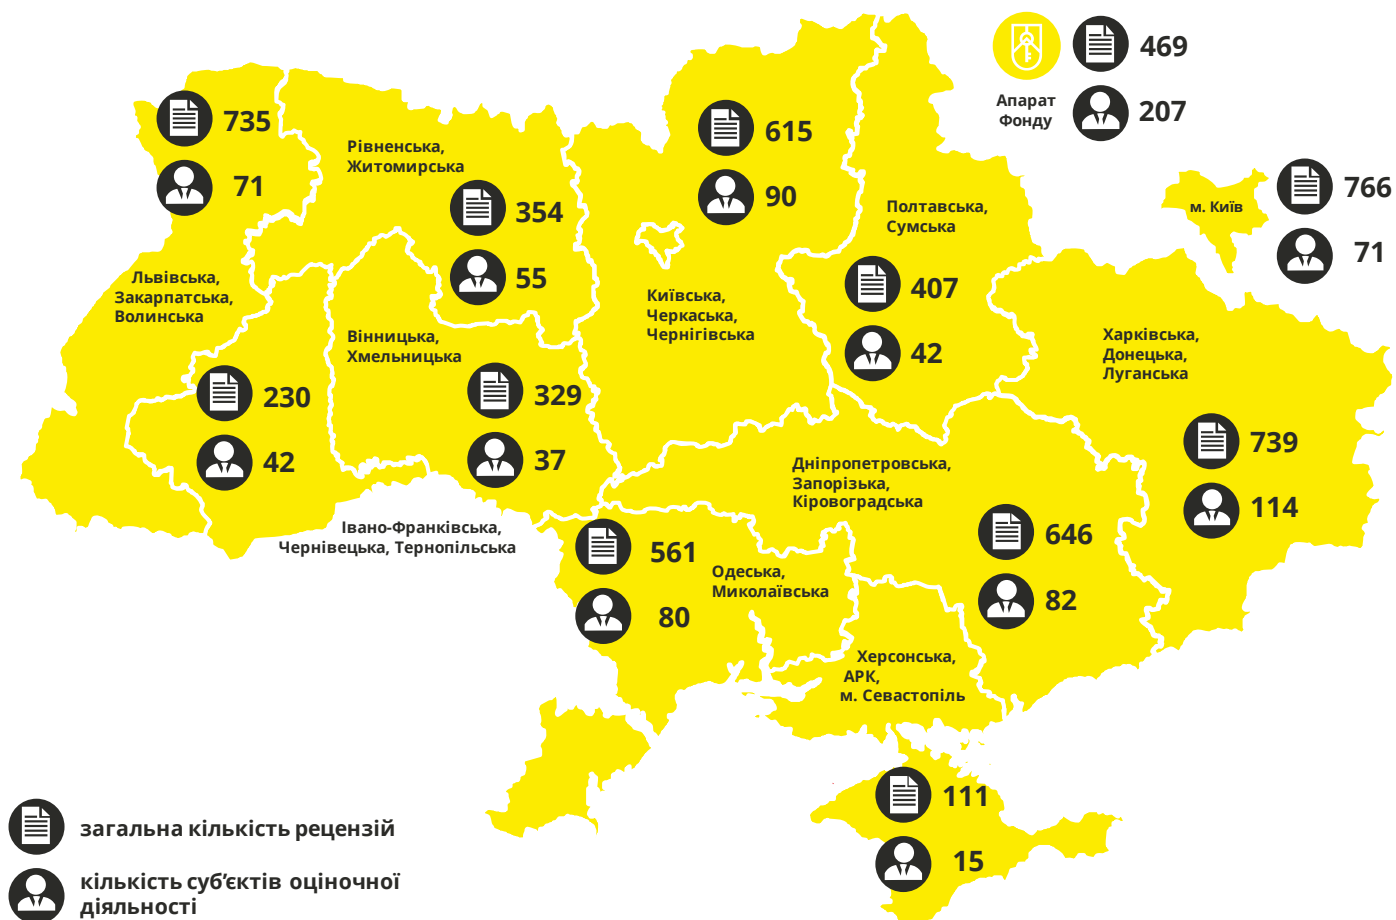 469
Апарат
Фонду
207
735
71
Рівненська,
Житомирська
354
55
615
90
Полтавська,
Сумська
407
42
м. Київ
766
71
Львівська,
Закарпатська,
Волинська
Вінницька,
Хмельницька
329
37
Київська,
Черкаська,
Чернігівська
Харківська,
Донецька,
Луганська
739
114
230
42
Івано-Франківська,
Чернівецька, Тернопільська
Дніпропетровська,
Запорізька,
Кіровоградська
646
82
561
80
Одеська,
Миколаївська
Херсонська,
АРК,
м. Севастопіль
111
15
загальна кількість рецензій
кількість суб’єктів оціночної
діяльності